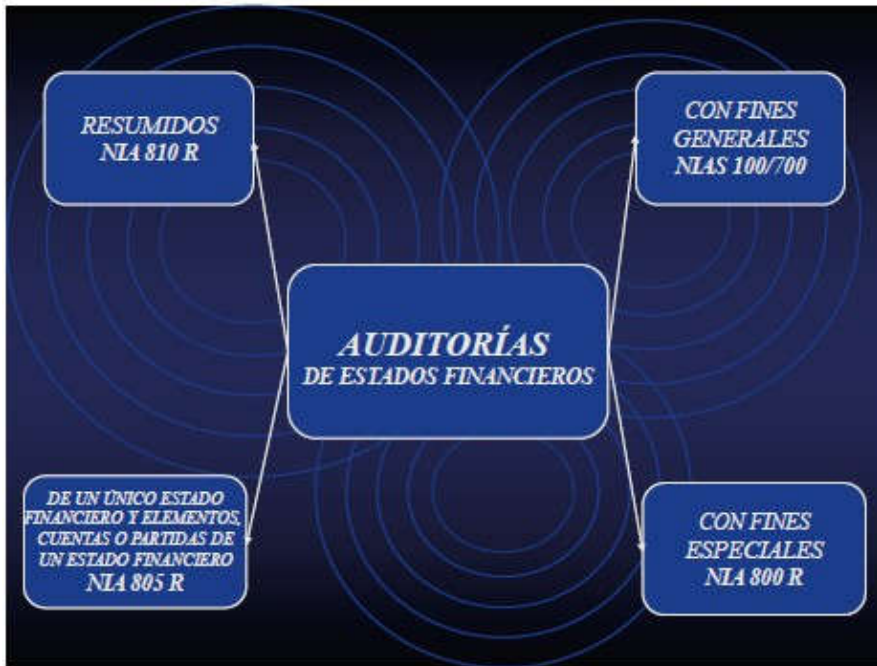 RESUMIDOS
NIA 810 R
CON FINES
GENERALES
NIAS 100/700
AUDITORÍAS
DE ESTADOS FINANCIEROS
DE UN ÚNICO ESTADO
FINANCIERO Y ELEMENTOS,
CUENTAS O PARTIDAS DE
UN ESTADO FINANCIERO
NIA 805 R
CON FINES
ESPECIALES
NIA 800 R